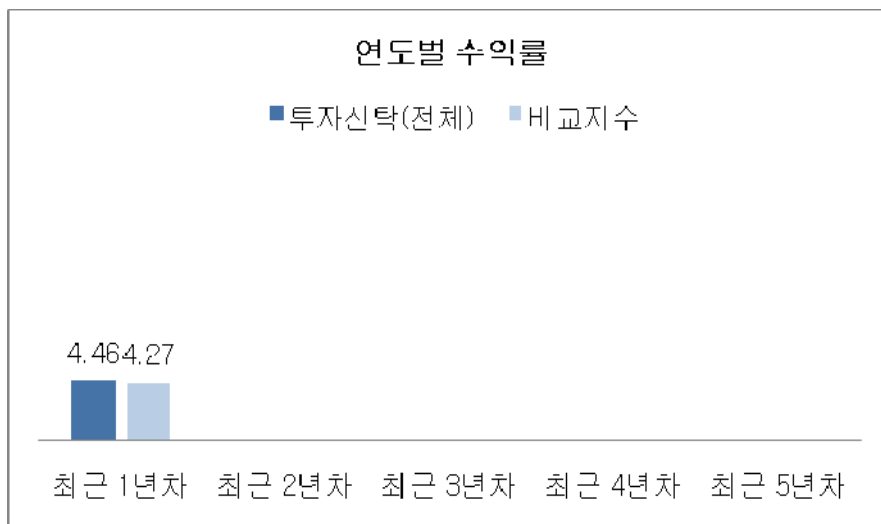 연도별 수익률
투자신탁(전체) 비교지수
4.46 4.27
최근 1년차 최근 2년차 최근 3년차 최근 4년차 최근 5년차